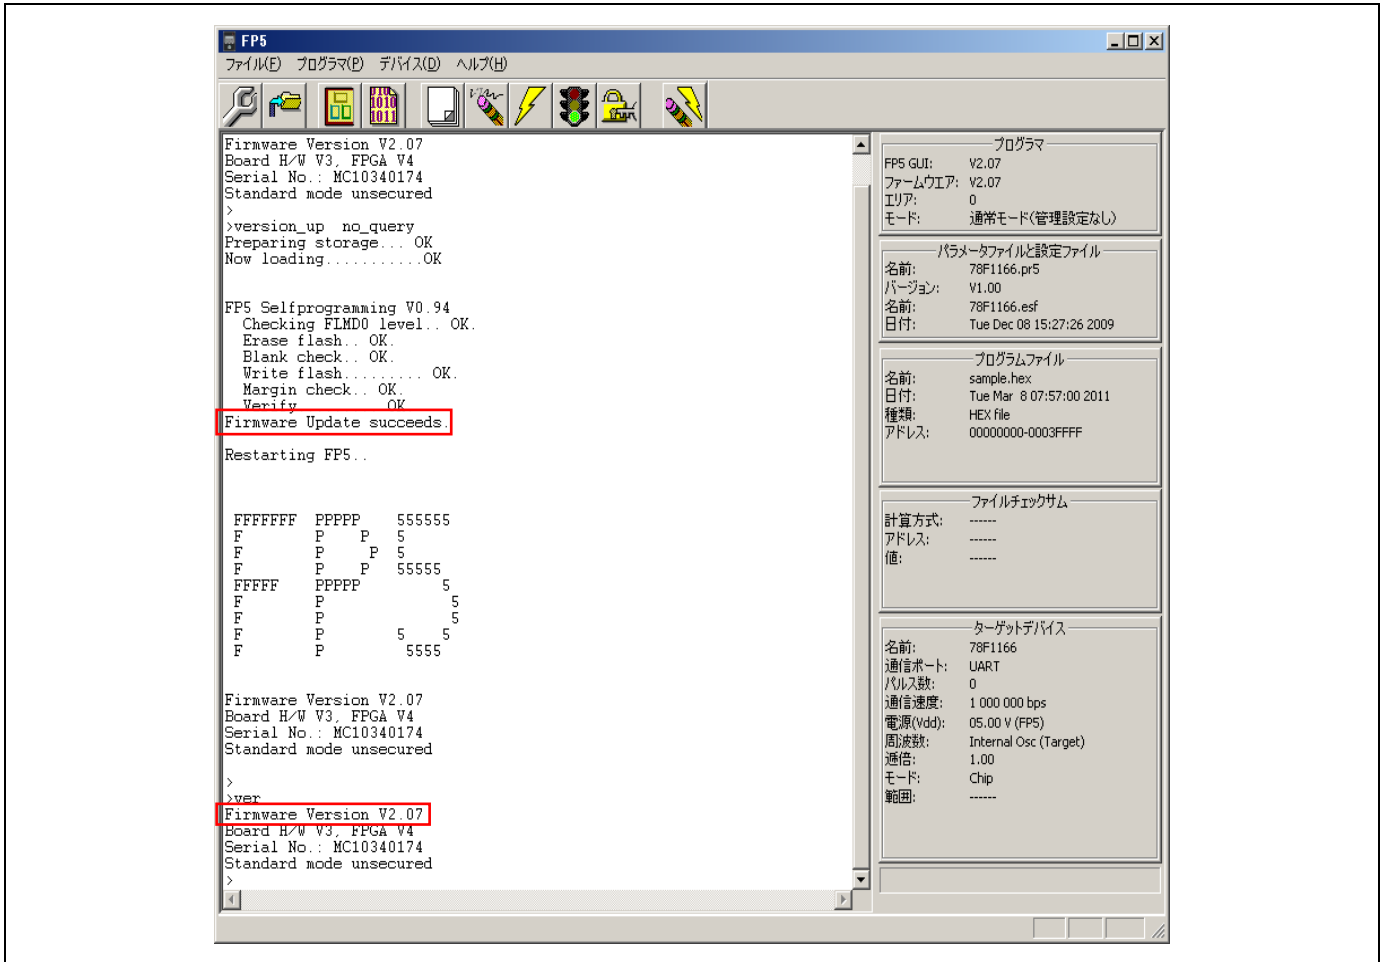 FP5
ファイル(F) プログラマ(P) デバイス(D) ヘルプ(H)
Firmware Version V2.07
Board H/W V3, FPGA V4
Serial No.: MC10340174
Standard mode unsecured
>
>version_up  no_query
Preparing storage... OK
Now loading...........OK
FP5 Selfprogramming V0.94
Checking FLMD0 level.. OK.
Erase flash.. OK.
Blank check.. OK.
Write flash......... OK.
Margin check.. OK.
Verify.......... OK
Firmware Update succeeds.
Restarting FP5..
FFFFFFF  PPPPP    555555
F        P    P   5
F        P     P  5
F        P    P   55555
FFFFF    PPPPP         5
F        P              5
F        P              5
F        P        5    5
F        P         5555
Firmware Version V2.07
Board H/W V3, FPGA V4
Serial No.: MC10340174
Standard mode unsecured
>
>ver
Firmware Version V2.07
Board H/W V3, FPGA V4
Serial No.: MC10340174
Standard mode unsecured
>
プログラマ
FP5 GUI: V2.07
ファームウエア: V2.07
エリア: 0
モード: 通常モード(管理設定なし)
パラメータファイルと設定ファイル
名前: 78F1166.pr5
バージョン: V1.00
名前: 78F1166.esf
日付: Tue Dec 08 15:27:26 2009
プログラムファイル
名前: sample.hex
日付: Tue Mar  8 07:57:00 2011
種類: HEX file
アドレス: 00000000-0003FFFF
ファイルチェックサム
計算方式: ------
アドレス: ------
値: ------
ターゲットデバイス
名前: 78F1166
通信ポート: UART
パルス数: 0
通信速度: 1 000 000 bps
電源(Vdd): 05.00 V (FP5)
周波数: Internal Osc (Target)
逓倍: 1.00
モード: Chip
範囲: ------